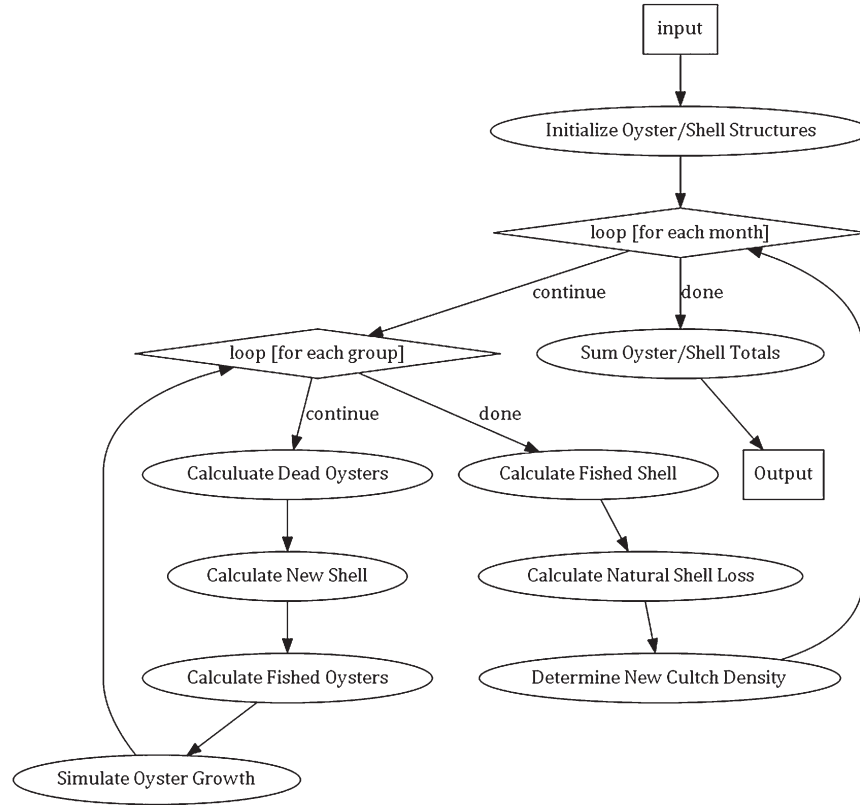 input
Initialize Oyster/Shell Structures
loop [for each month]
continue
done
loop [for each group]
Sum Oyster/Shell Totals
continue
done
Calculuate Dead Oysters
Calculate Fished Shell
Output
Calculate New Shell
Calculate Natural Shell Loss
Calculate Fished Oysters
Determine New Cultch Density
Simulate Oyster Growth